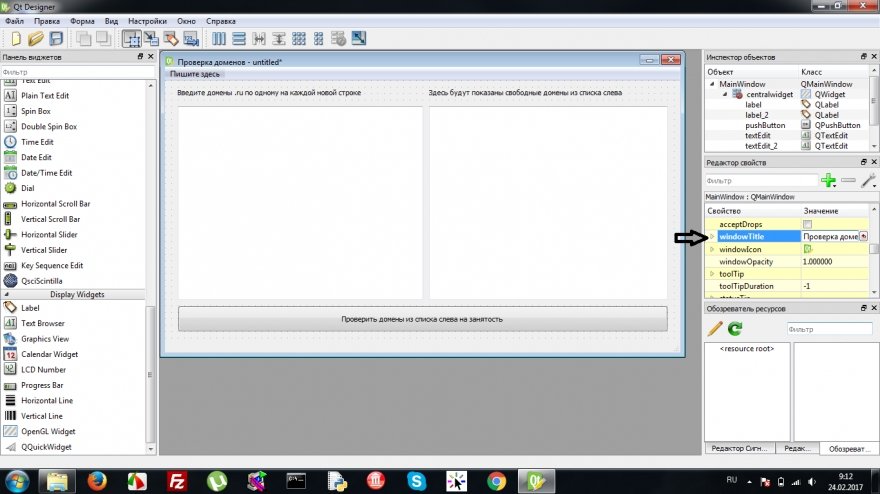 Qt Designer
Файл Правка Форма Вид Настройки Окно Справка
Панель виджетов
Фильтр
Text Edit
Plain Text Edit
Spin Box
Double Spin Box
Time Edit
Date Edit
Date/Time Edit
Dial
Horizontal Scroll Bar
Vertical Scroll Bar
Horizontal Slider
Vertical Slider
Key Sequence Edit
QsciScintilla
Display Widgets
Label
Text Browser
Graphics View
Calendar Widget
LCD Number
Progress Bar
Horizontal Line
Vertical Line
OpenGL Widget
QQuickWidget
Проверка доменов - untitled*
Пишите здесь
Введите домены .ru по одному на каждой новой строке
Здесь будут показаны свободные домены из списка слева
Проверить домены из списка слева на занятость
Инспектор объектов
Объект Класс
MainWindow QMainWindow
centralwidget QWidget
label QLabel
label_2 QLabel
pushButton QPushButton
textEdit QTextEdit
textEdit_2 QTextEdit
Редактор свойств
Фильтр
MainWindow : QMainWindow
Свойство Значение
acceptDrops
windowTitle Проверка доме
windowIcon
windowOpacity 1.000000
toolTip
toolTipDuration -1
statusTip
Обозреватель ресурсов
Фильтр
<resource root>
Редактор Сигн... Редак... Обозреват...
RU 9:12
24.02.2017